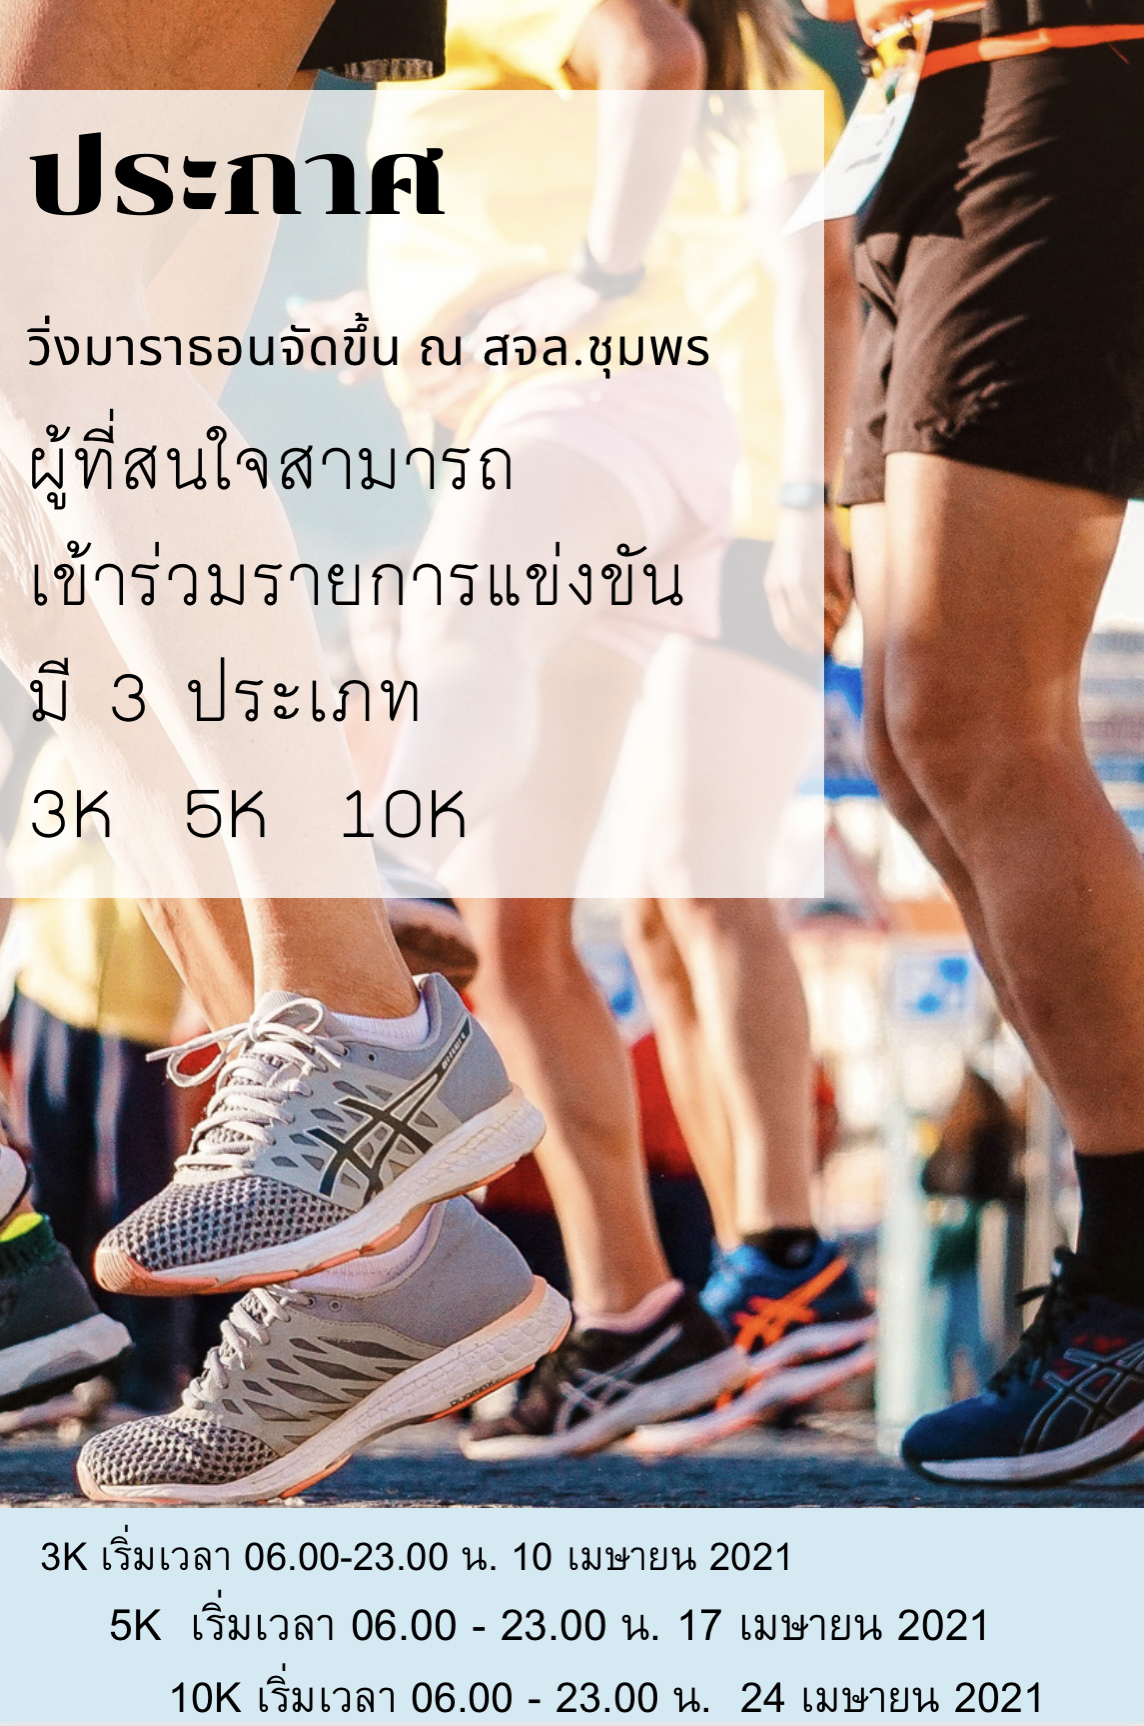 ประกาศ
วิ่งมาราธอนจัดขึ้น ณ สจล.ชุมพร
ผู้ที่สนใจสามารถ
เข้าร่วมรายการแข่งขัน
มี 3 ประเภท
3K 5K 10K
3K เริ่มเวลา 06.00-23.00 น. 10 เมษายน 2021
5K เริ่มเวลา 06.00 - 23.00 น. 17 เมษายน 2021
10K เริ่มเวลา 06.00 - 23.00 น. 24 เมษายน 2021